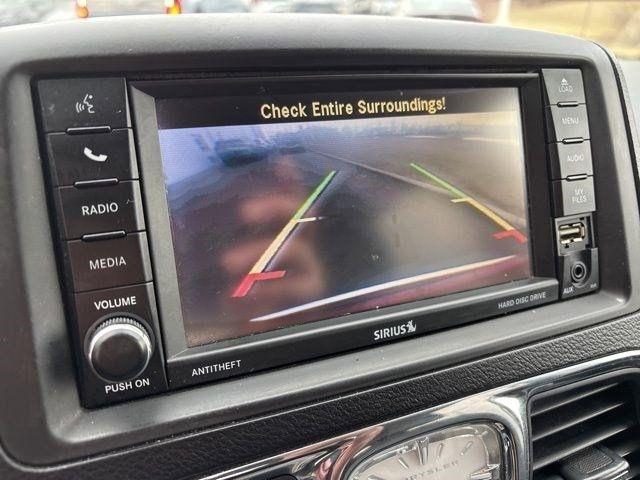 Check Entire Surroundings!
RADIO
MEDIA
VOLUME
PUSH ON
ANTITHEFT
SIRIUS
HARD DISC DRIVE
LOAD
MENU
AUDIO
MY
FILES
AUX
CHRYSLER